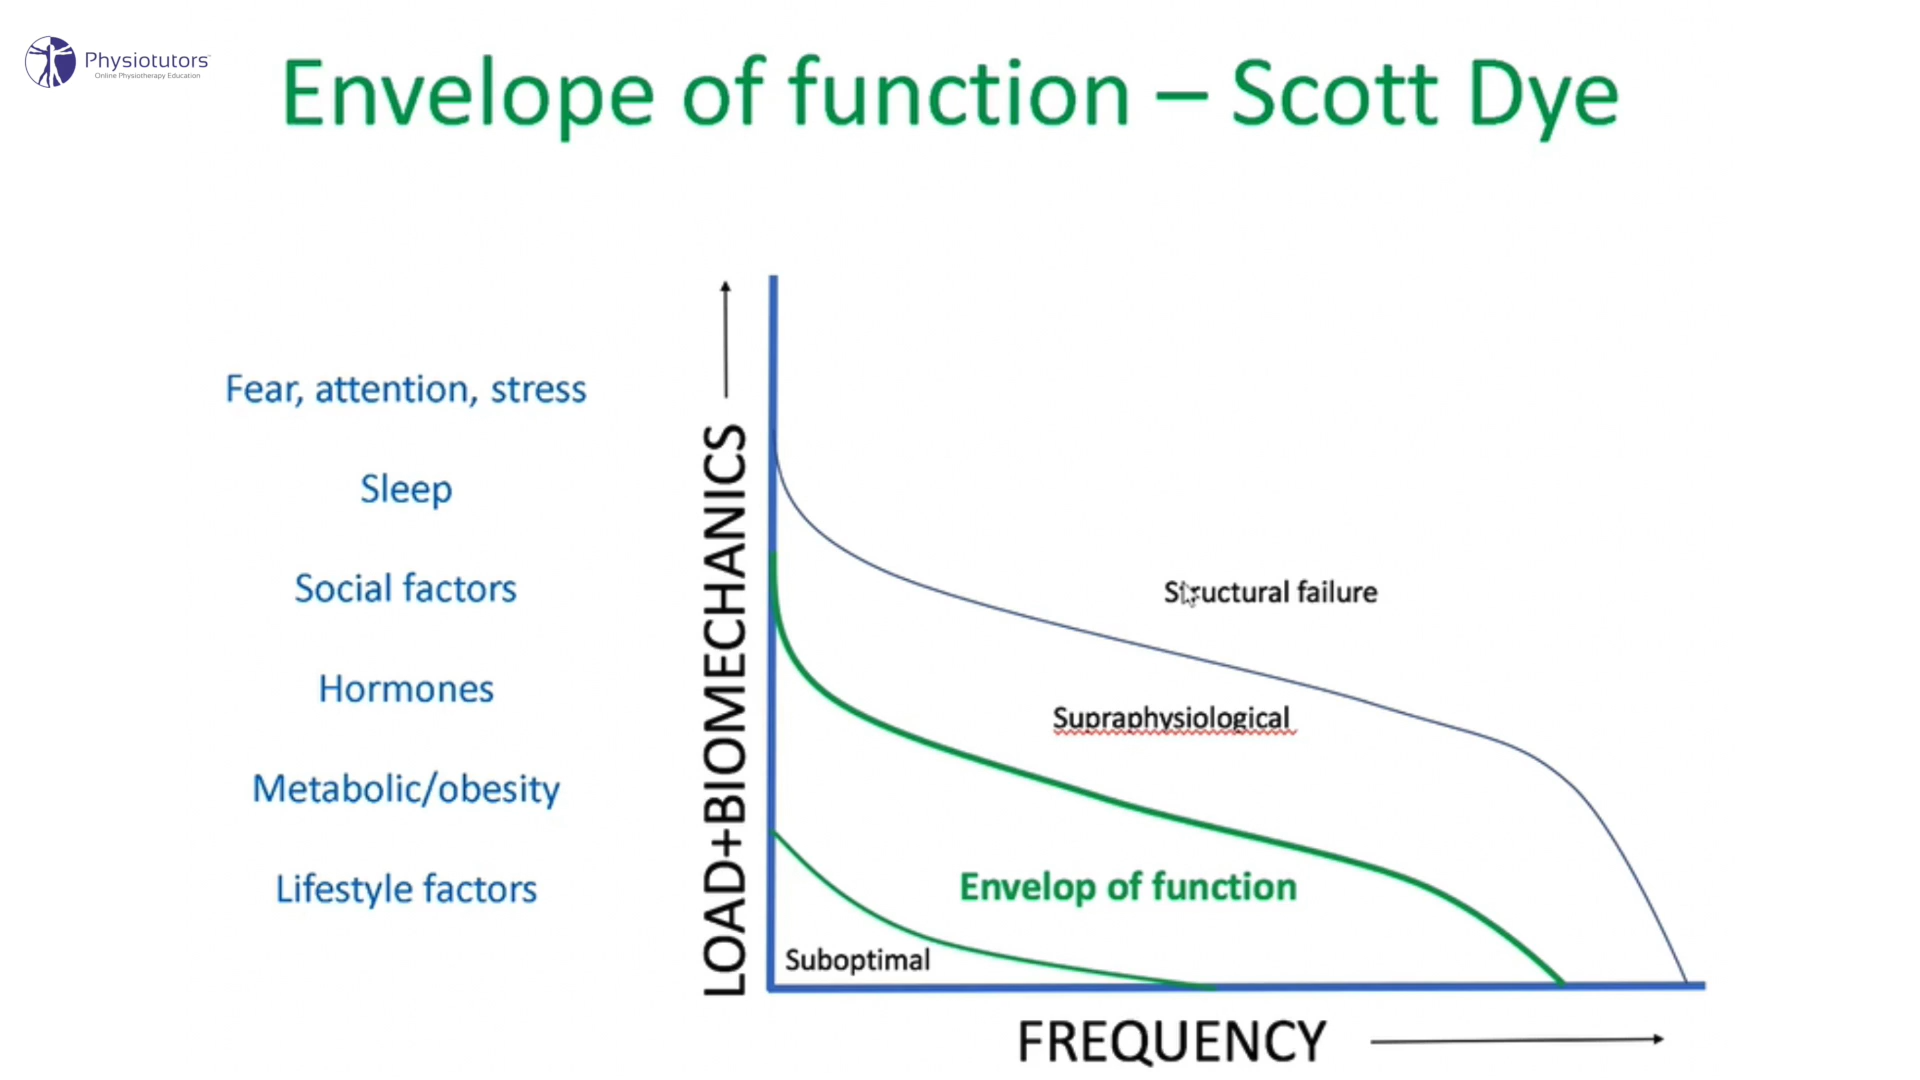 Physiotutors
Online Physiotherapy Education
Envelope of function – Scott Dye
Fear, attention, stress
Sleep
Social factors
Hormones
Metabolic/obesity
Lifestyle factors
LOAD+BIOMECHANICS
Structural failure
Supraphysiological
Envelop of function
Suboptimal
FREQUENCY